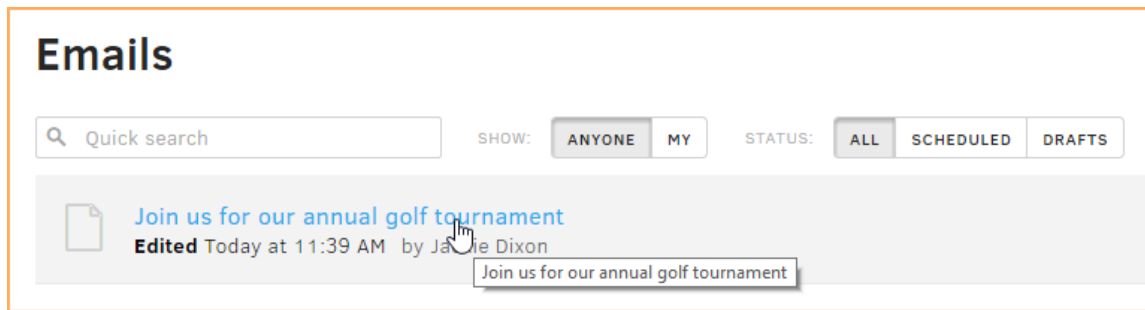 Emails
Quick search SHOW: ANYONE MY STATUS: ALL SCHEDULED DRAFTS
Join us for our annual golf tournament
Edited Today at 11:39 AM by Dixon
Join us for our annual golf tournament